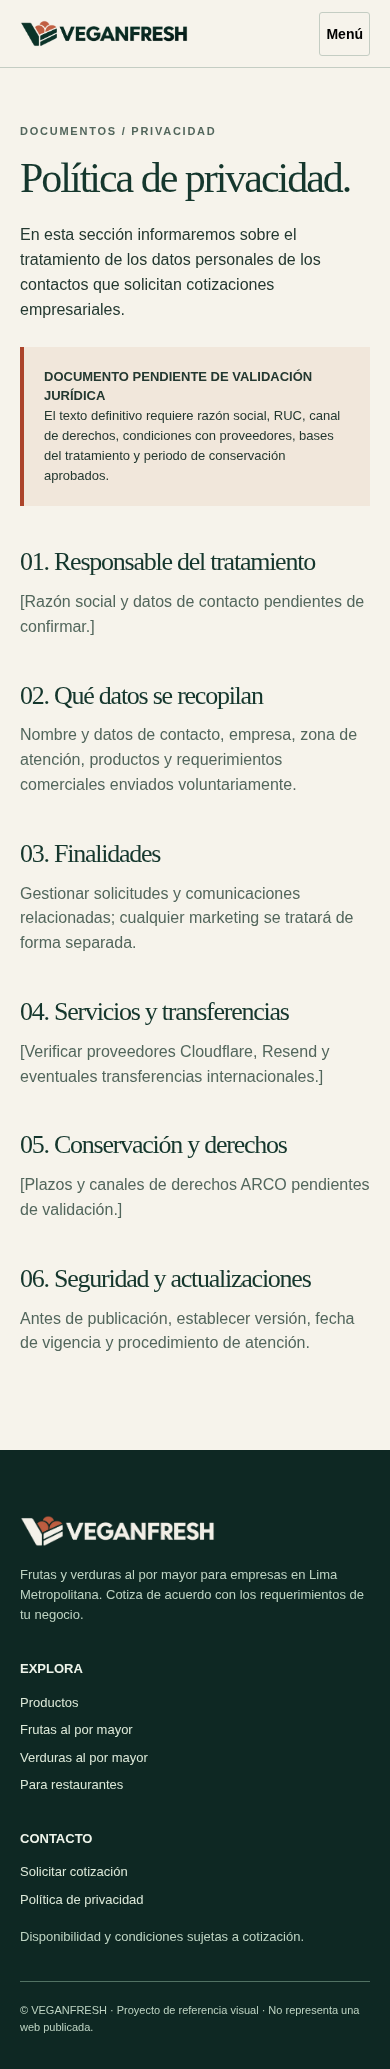 VEGANFRESH
Menú
DOCUMENTOS / PRIVACIDAD
Política de privacidad.
En esta sección informaremos sobre el
tratamiento de los datos personales de los
contactos que solicitan cotizaciones
empresariales.
DOCUMENTO PENDIENTE DE VALIDACIÓN
JURÍDICA
El texto definitivo requiere razón social, RUC, canal
de derechos, condiciones con proveedores, bases
del tratamiento y periodo de conservación
aprobados.
01. Responsable del tratamiento
[Razón social y datos de contacto pendientes de
confirmar.]
02. Qué datos se recopilan
Nombre y datos de contacto, empresa, zona de
atención, productos y requerimientos
comerciales enviados voluntariamente.
03. Finalidades
Gestionar solicitudes y comunicaciones
relacionadas; cualquier marketing se tratará de
forma separada.
04. Servicios y transferencias
[Verificar proveedores Cloudflare, Resend y
eventuales transferencias internacionales.]
05. Conservación y derechos
[Plazos y canales de derechos ARCO pendientes
de validación.]
06. Seguridad y actualizaciones
Antes de publicación, establecer versión, fecha
de vigencia y procedimiento de atención.
VEGANFRESH
Frutas y verduras al por mayor para empresas en Lima
Metropolitana. Cotiza de acuerdo con los requerimientos de
tu negocio.
EXPLORA
Productos
Frutas al por mayor
Verduras al por mayor
Para restaurantes
CONTACTO
Solicitar cotización
Política de privacidad
Disponibilidad y condiciones sujetas a cotización.
© VEGANFRESH · Proyecto de referencia visual · No representa una
web publicada.